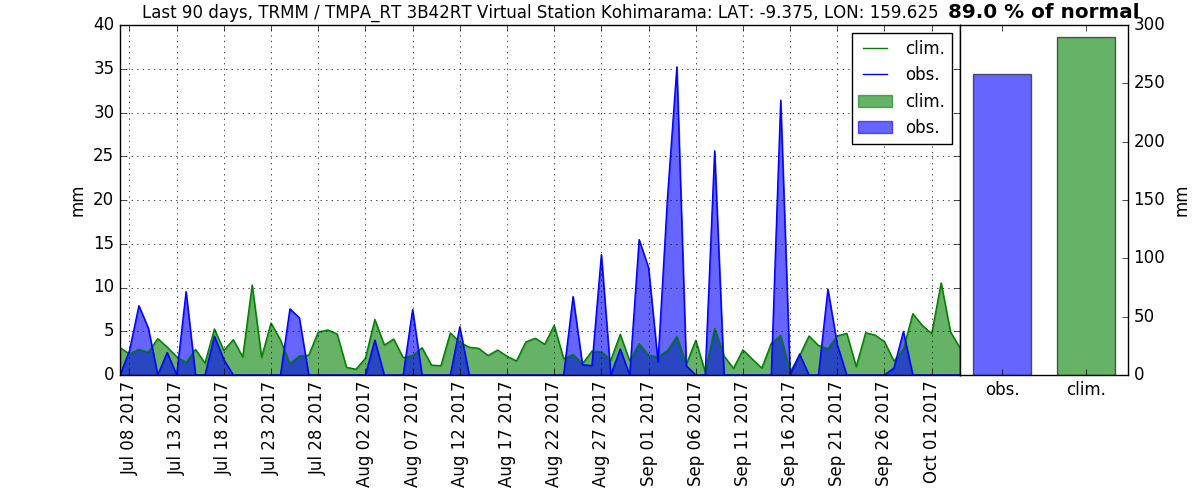 Last 90 days, TRMM / TMPA_RT 3B42RT Virtual Station Kohimarama: LAT: -9.375, LON: 159.625
89.0 % of normal
40
35
30
25
20
15
10
5
0
mm
clim.
obs.
clim.
obs.
300
250
200
150
100
50
0
mm
Jul 08 2017
Jul 13 2017
Jul 18 2017
Jul 23 2017
Jul 28 2017
Aug 02 2017
Aug 07 2017
Aug 12 2017
Aug 17 2017
Aug 22 2017
Aug 27 2017
Sep 01 2017
Sep 06 2017
Sep 11 2017
Sep 16 2017
Sep 21 2017
Sep 26 2017
Oct 01 2017
obs.
clim.